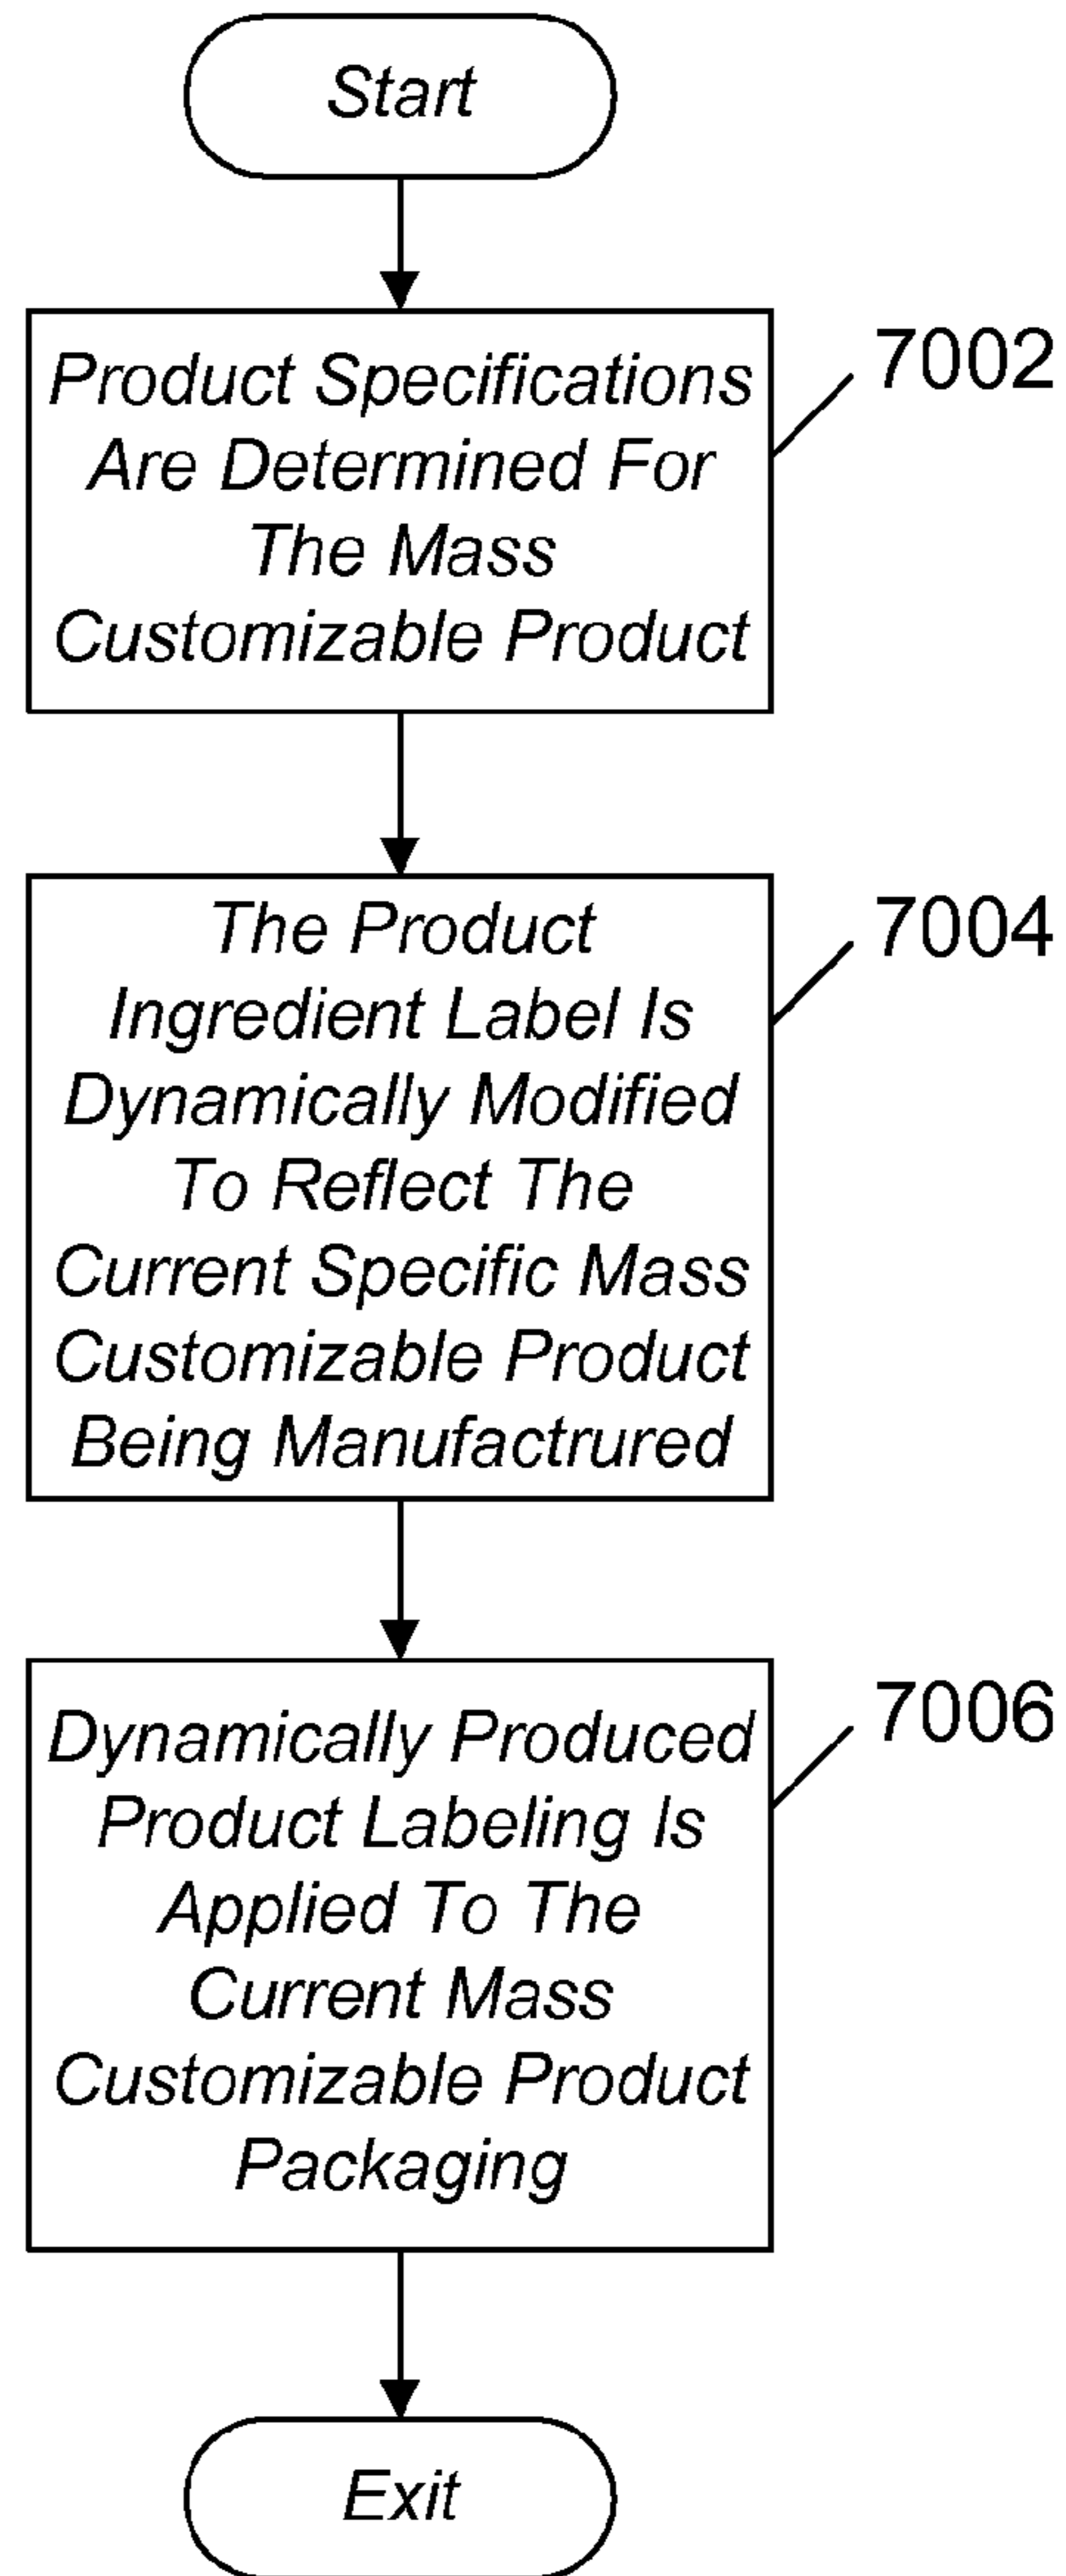 Start
Product Specifications
Are Determined For
The Mass
Customizable Product
7002
The Product
Ingredient Label Is
Dynamically Modified
To Reflect The
Current Specific Mass
Customizable Product
Being Manufactrured
7004
Dynamically Produced
Product Labeling Is
Applied To The
Current Mass
Customizable Product
Packaging
7006
Exit